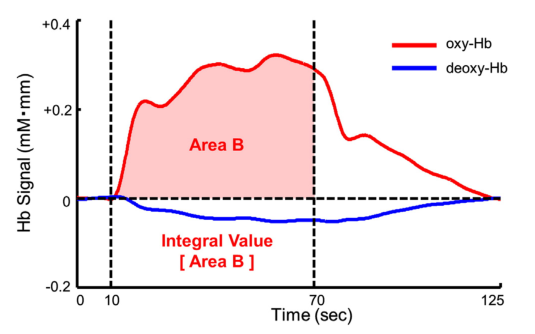 +0.4
oxy-Hb
deoxy-Hb
+0.2
Hb Signal (mM・mm)
Area B
0
Integral Value
[ Area B ]
-0.2
0 10 70 125
Time (sec)